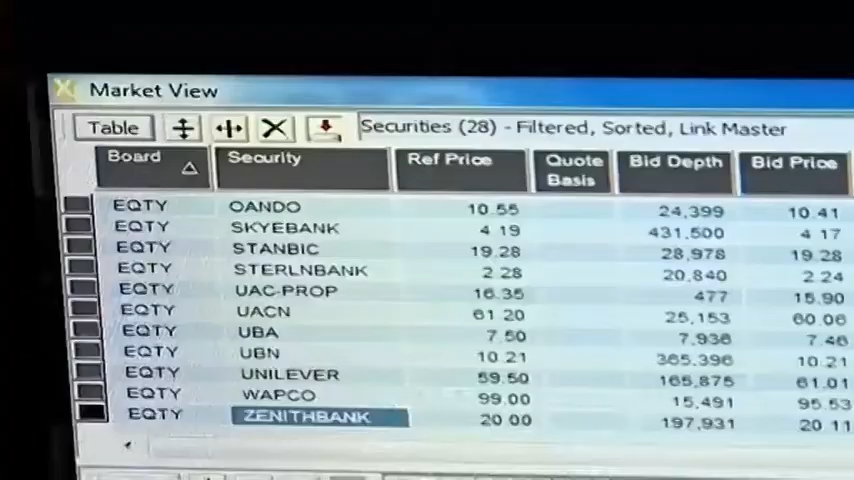 Market View
Table Securities (28) - Filtered, Sorted, Link Master
Board Security Ref Price Quote Basis Bid Depth Bid Price
EQTY OANDO 10.55 24,399 10.41
EQTY SKYEBANK 4.19 431,500 4.17
EQTY STANBIC 19.28 28,978 19.28
EQTY STERLNBANK 2.28 20,840 2.24
EQTY UAC-PROP 16.35 477 15.90
EQTY UACN 61.20 25,153 60.06
EQTY UBA 7.50 7,936 7.46
EQTY UBN 10.21 365,396 10.21
EQTY UNILEVER 59.50 165,875 61.01
EQTY WAPCO 99.00 15,491 95.53
EQTY ZENITHBANK 20.00 197,931 20.11